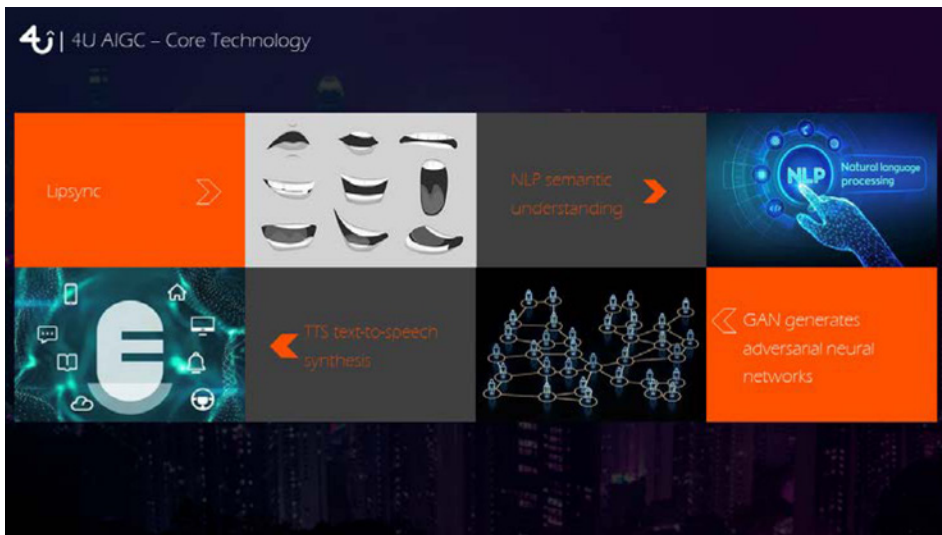 4U | 4U AIGC – Core Technology
Lipsync
NLP semantic
understanding
NLP
Natural language
processing
TTS text-to-speech
synthesis
GAN generates
adversarial neural
networks